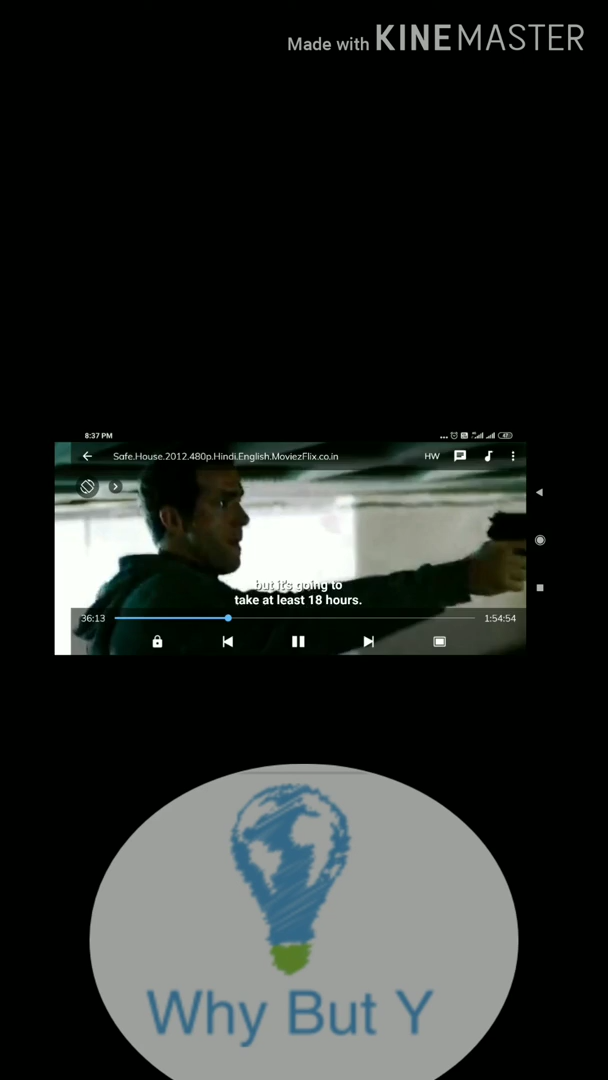 Made with KINEMASTER
8:37 PM
Safe.House.2012.480p.Hindi.English.MoviezFlix.co.in
HW
but it's going to
take at least 18 hours.
36:13
1:54:54
Why But Y